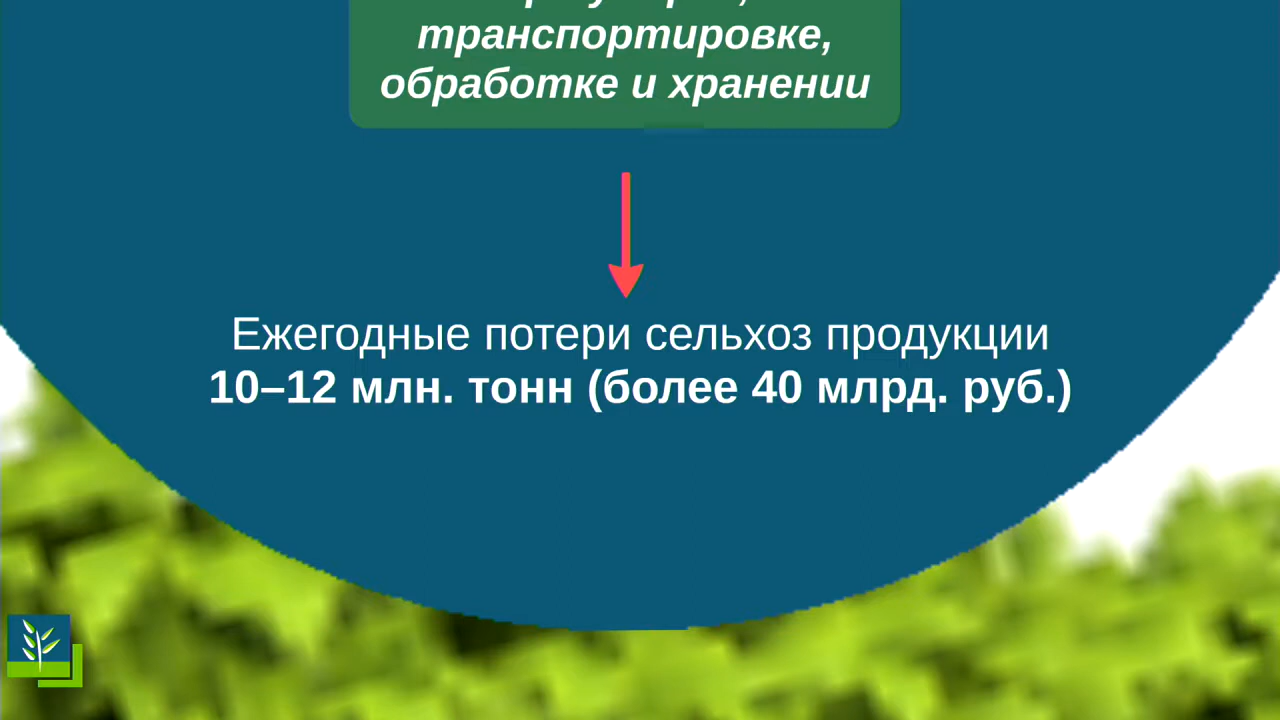 транспортировке,
обработке и хранении
Ежегодные потери сельхоз продукции
10–12 млн. тонн (более 40 млрд. руб.)